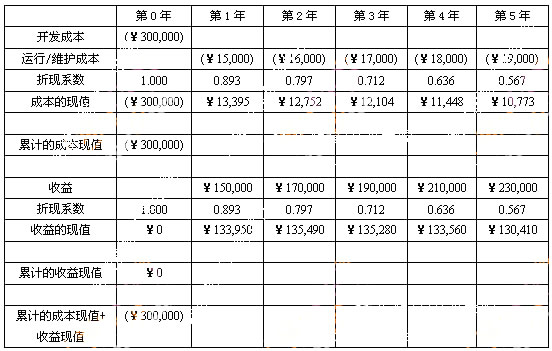 第 0 年 第 1 年 第 2 年 第 3 年 第 4 年 第 5 年
开发成本 (￥300,000)
运行/维护成本 (￥15,000) (￥16,000) (￥17,000) (￥18,000) (￥19,000)
折现系数 1.000 0.893 0.797 0.712 0.636 0.567
成本的现值 (￥300,000) ￥13,395 ￥12,752 ￥12,104 ￥11,448 ￥10,773
累计的成本现值 (￥300,000)
收益 ￥150,000 ￥170,000 ￥190,000 ￥210,000 ￥230,000
折现系数 1.000 0.893 0.797 0.712 0.636 0.567
收益的现值 ￥0 ￥133,950 ￥135,490 ￥135,280 ￥133,560 ￥130,410
累计的收益现值 ￥0
累计的成本现值+ (￥300,000)
收益现值